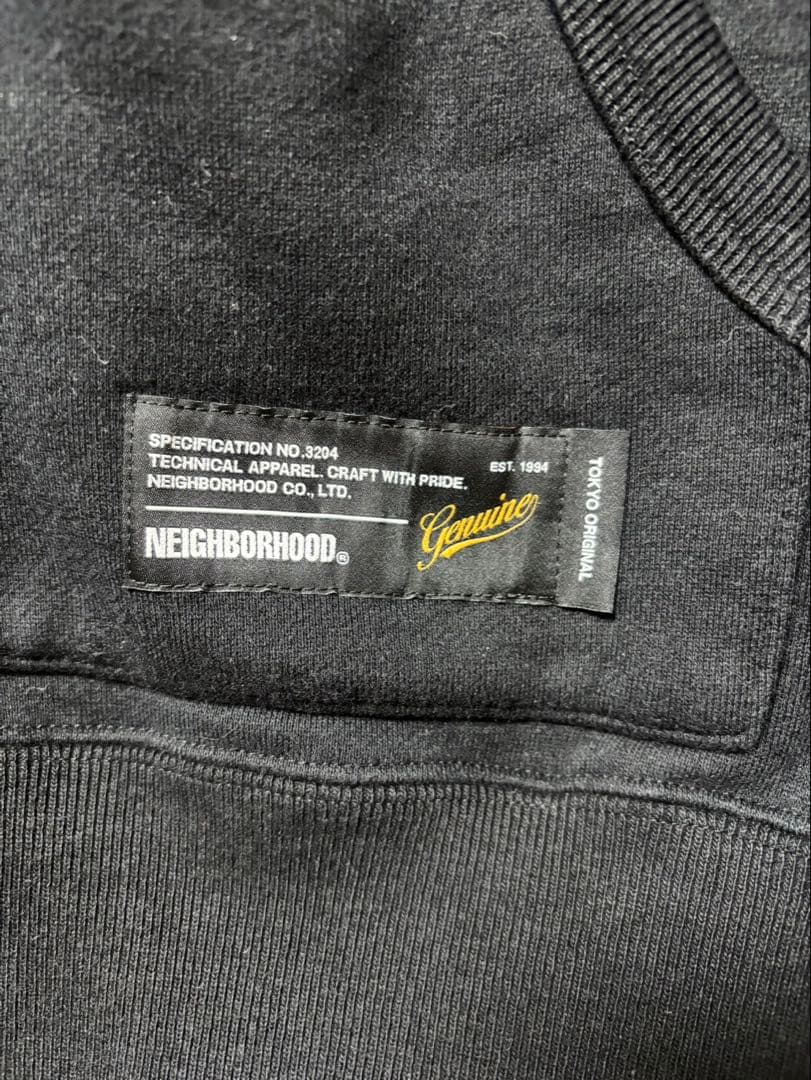 SPECIFICATION NO.3204
TECHNICAL APPAREL. CRAFT WITH PRIDE.
NEIGHBORHOOD CO., LTD.
EST. 1994
NEIGHBORHOOD®
Genuine
TOKYO ORIGINAL